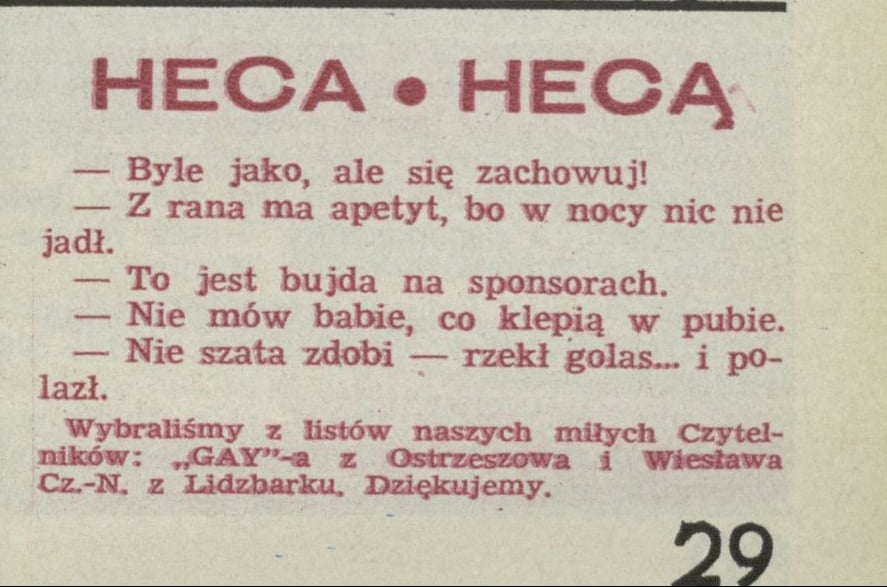 HECA • HECĄ
— Byle jako, ale się zachowuj!
— Z rana ma apetyt, bo w nocy nic nie
jadł.
— To jest bujda na sponsorach.
— Nie mów babie, co klepią w pubie.
— Nie szata zdobi — rzekł golas... i po-
lazł.
Wybraliśmy z listów naszych miłych Czytel-
ników: „GAY”-a z Ostrzeszowa i Wiesława
Cz.-N. z Lidzbarku. Dziękujemy.
29